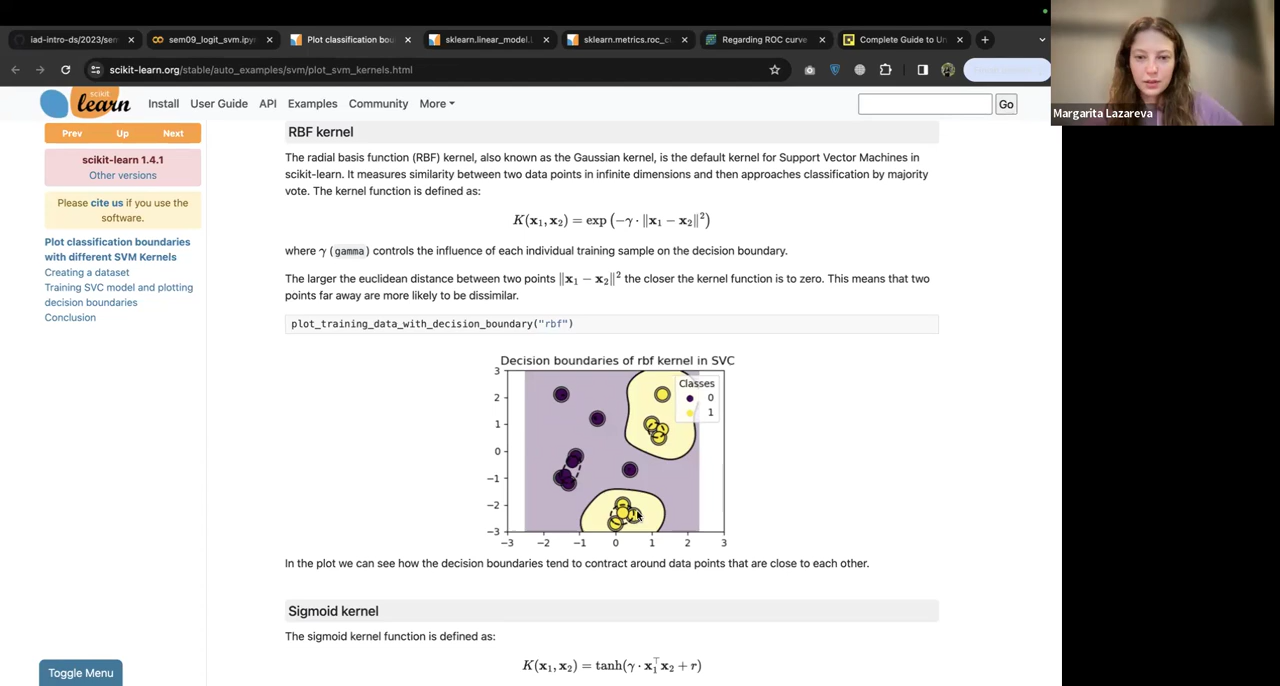 iad-intro-ds/2023/sem
sem09_logit_svm.ipyn
Plot classification bou
sklearn.linear_model.l
sklearn.metrics.roc_c
Regarding ROC curve
Complete Guide to Un
scikit-learn.org/stable/auto_examples/svm/plot_svm_kernels.html
Margarita Lazareva
scikit
learn
Install
User Guide
API
Examples
Community
More
Go
Prev
Up
Next
scikit-learn 1.4.1
Other versions
Please cite us if you use the
software.
Plot classification boundaries
with different SVM Kernels
Creating a dataset
Training SVC model and plotting
decision boundaries
Conclusion
Toggle Menu
RBF kernel
The radial basis function (RBF) kernel, also known as the Gaussian kernel, is the default kernel for Support Vector Machines in
scikit-learn. It measures similarity between two data points in infinite dimensions and then approaches classification by majority
vote. The kernel function is defined as:
K(x₁, x₂) = exp (−γ · ‖x₁ − x₂‖²)
where γ (gamma) controls the influence of each individual training sample on the decision boundary.
The larger the euclidean distance between two points ‖x₁ − x₂‖² the closer the kernel function is to zero. This means that two
points far away are more likely to be dissimilar.
plot_training_data_with_decision_boundary("rbf")
Decision boundaries of rbf kernel in SVC
Classes
0
1
3
2
1
0
−1
−2
−3
−3 −2 −1 0 1 2 3
In the plot we can see how the decision boundaries tend to contract around data points that are close to each other.
Sigmoid kernel
The sigmoid kernel function is defined as:
K(x₁, x₂) = tanh(γ · x₁⊤x₂ + r)